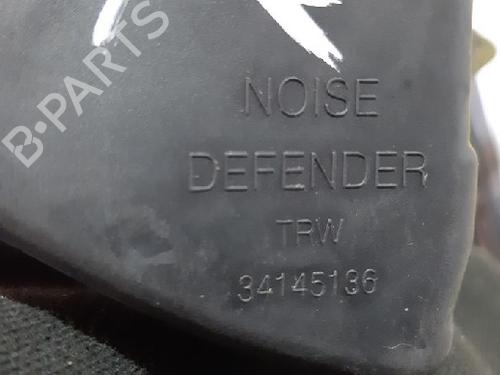 B-PARTS
NOISE
DEFENDER
TRW
34145136